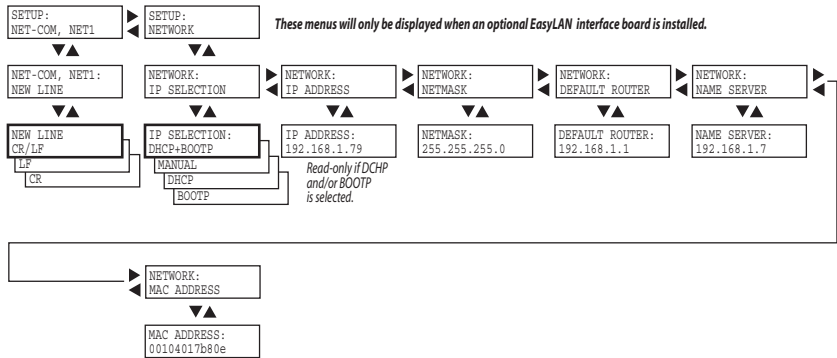 SETUP:
NET-COM, NET1
SETUP:
NETWORK
These menus will only be displayed when an optional EasyLAN interface board is installed.
NET-COM, NET1:
NEW LINE
NETWORK:
IP SELECTION
NETWORK:
IP ADDRESS
NETWORK:
NETMASK
NETWORK:
DEFAULT ROUTER
NETWORK:
NAME SERVER
NEW LINE
CR/LF
LF
CR
IP SELECTION:
DHCP+BOOTP
MANUAL
DHCP
BOOTP
IP ADDRESS:
192.168.1.79
Read-only if DCHP
and/or BOOTP
is selected.
NETMASK:
255.255.255.0
DEFAULT ROUTER:
192.168.1.1
NAME SERVER:
192.168.1.7
NETWORK:
MAC ADDRESS
MAC ADDRESS:
00104017b80e